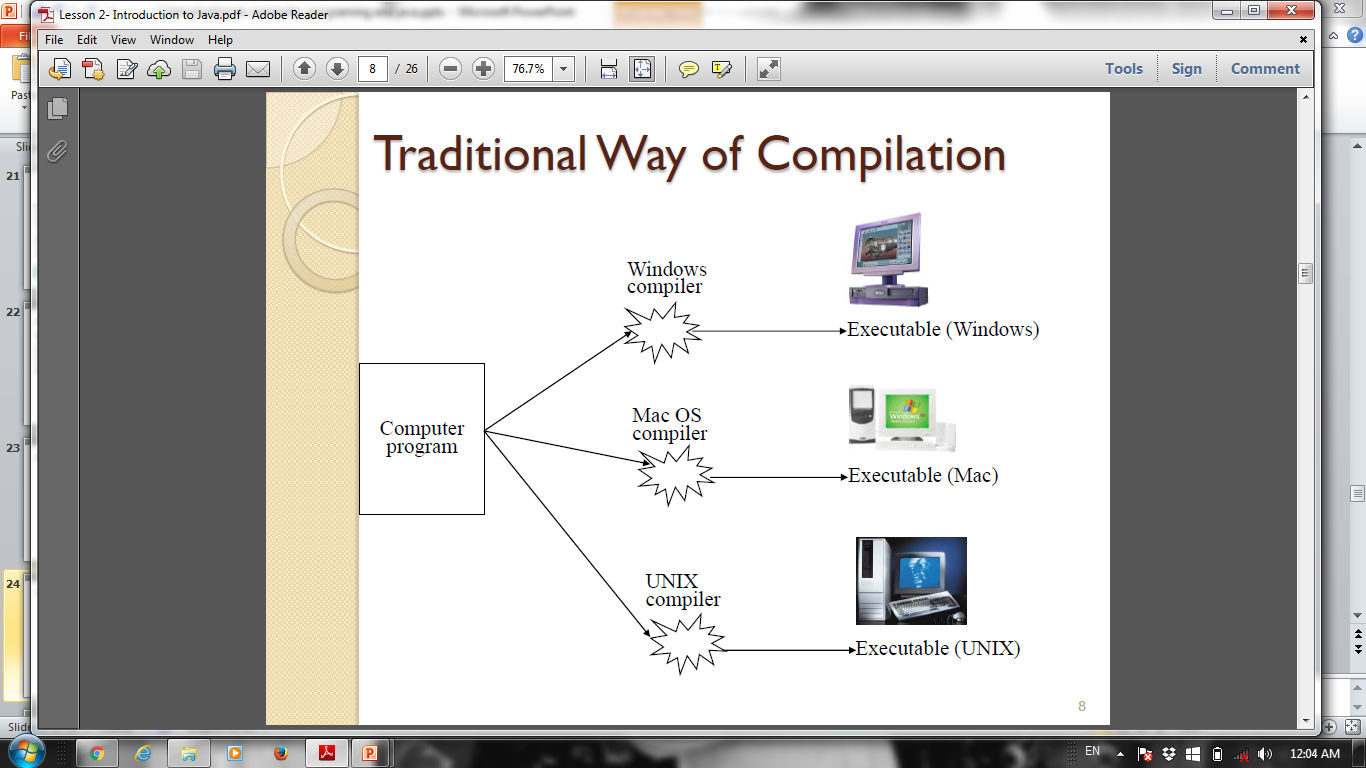 Lesson 2- Introduction to Java.pdf - Adobe Reader
File Edit View Window Help
8 / 26 76.7% Tools Sign Comment
Traditional Way of Compilation
Windows
compiler
Executable (Windows)
Computer
program
Mac OS
compiler
Executable (Mac)
UNIX
compiler
Executable (UNIX)
8
21
22
23
24
EN 12:04 AM